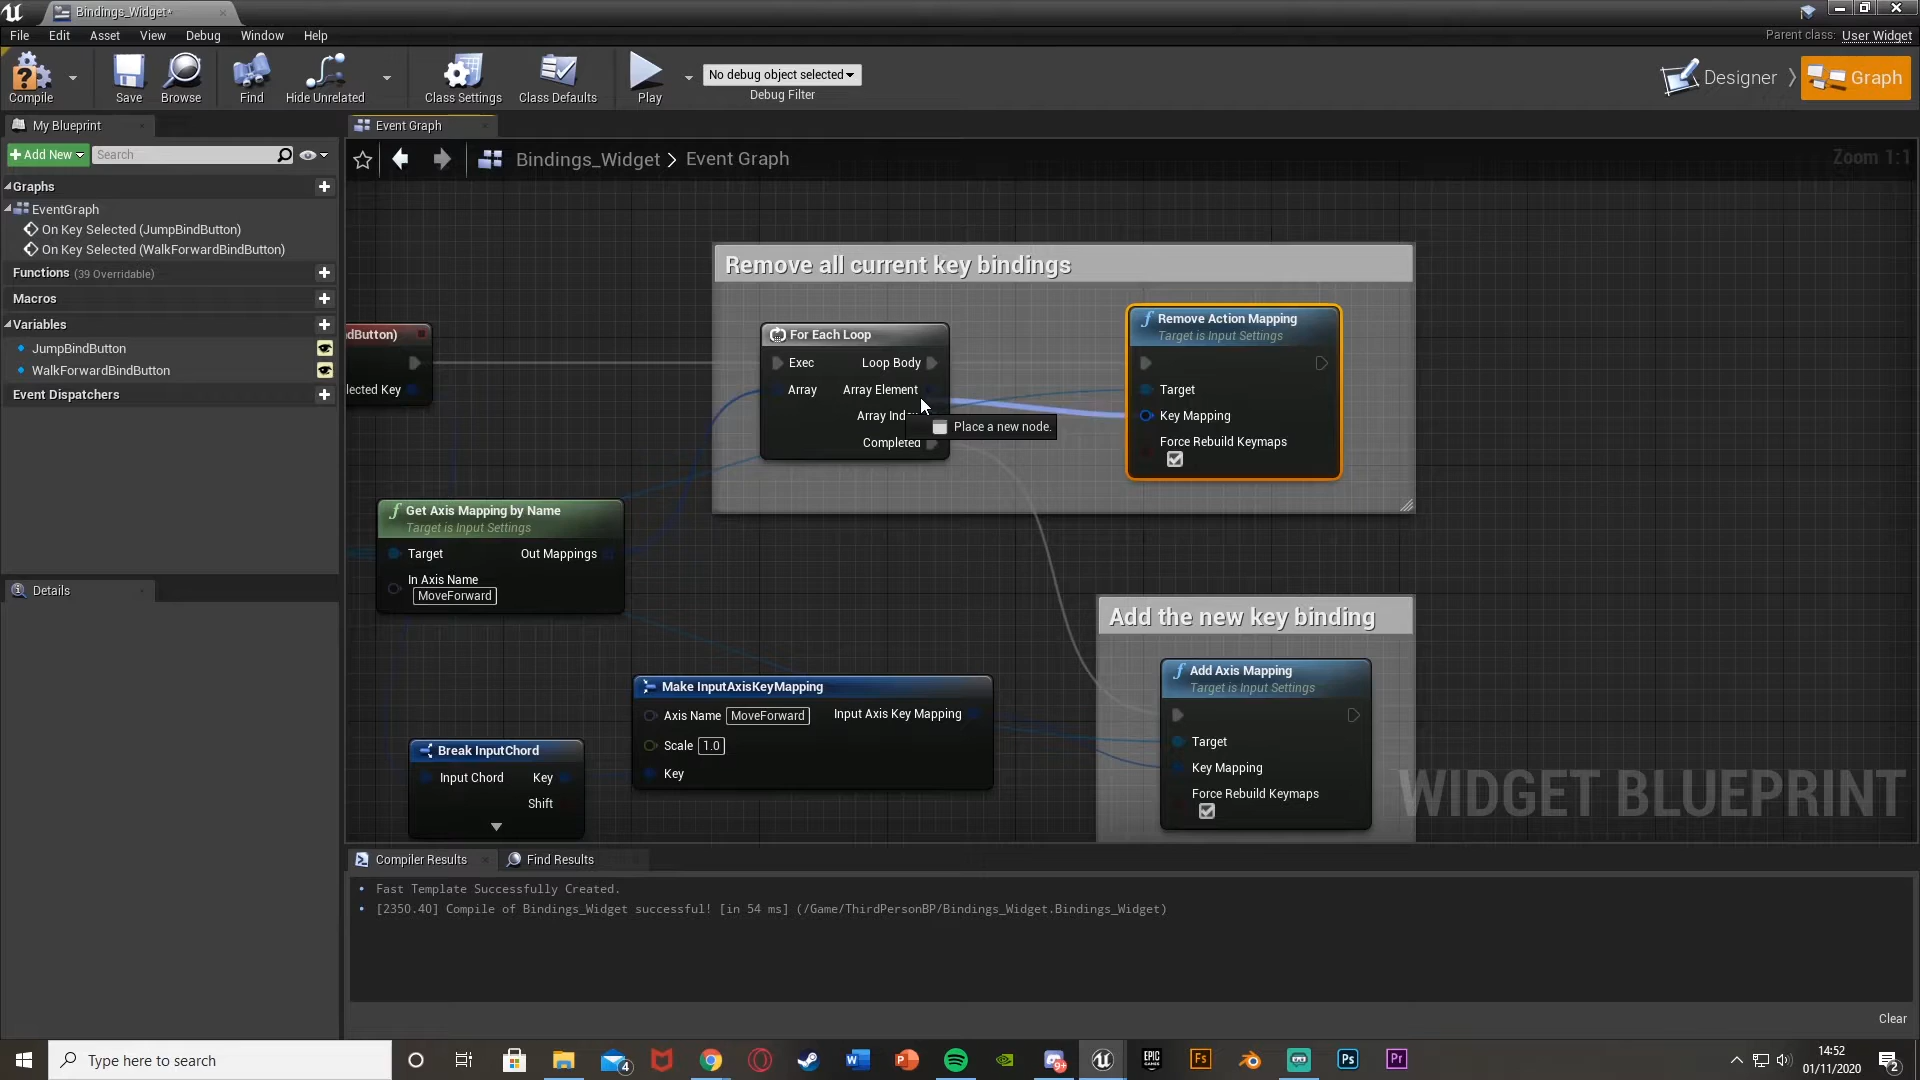 Bindings_Widget*
File Edit Asset View Debug Window Help
Parent class: User Widget
Compile Save Browse Find Hide Unrelated Class Settings Class Defaults Play
No debug object selected
Debug Filter
Designer Graph
My Blueprint
Event Graph
Add New Search
Bindings_Widget > Event Graph
Zoom 1:1
Graphs
EventGraph
On Key Selected (JumpBindButton)
On Key Selected (WalkForwardBindButton)
Functions (39 Overridable)
Macros
Variables
JumpBindButton
WalkForwardBindButton
Event Dispatchers
Details
Remove all current key bindings
dButton)
lected Key
For Each Loop
Exec Loop Body
Array Array Element
Array Inde
Completed
Place a new node.
Remove Action Mapping
Target is Input Settings
Target
Key Mapping
Force Rebuild Keymaps
Get Axis Mapping by Name
Target is Input Settings
Target Out Mappings
In Axis Name
MoveForward
Add the new key binding
Add Axis Mapping
Target is Input Settings
Target
Key Mapping
Force Rebuild Keymaps
Make InputAxisKeyMapping
Axis Name MoveForward Input Axis Key Mapping
Scale 1.0
Key
Break InputChord
Input Chord Key
Shift
WIDGET BLUEPRINT
Compiler Results Find Results
Fast Template Successfully Created.
[2350.40] Compile of Bindings_Widget successful! [in 54 ms] (/Game/ThirdPersonBP/Bindings_Widget.Bindings_Widget)
Clear
Type here to search
4
W
P
9+
EPIC
GAMES
Fs
Ps
Pr
14:52
01/11/2020
2